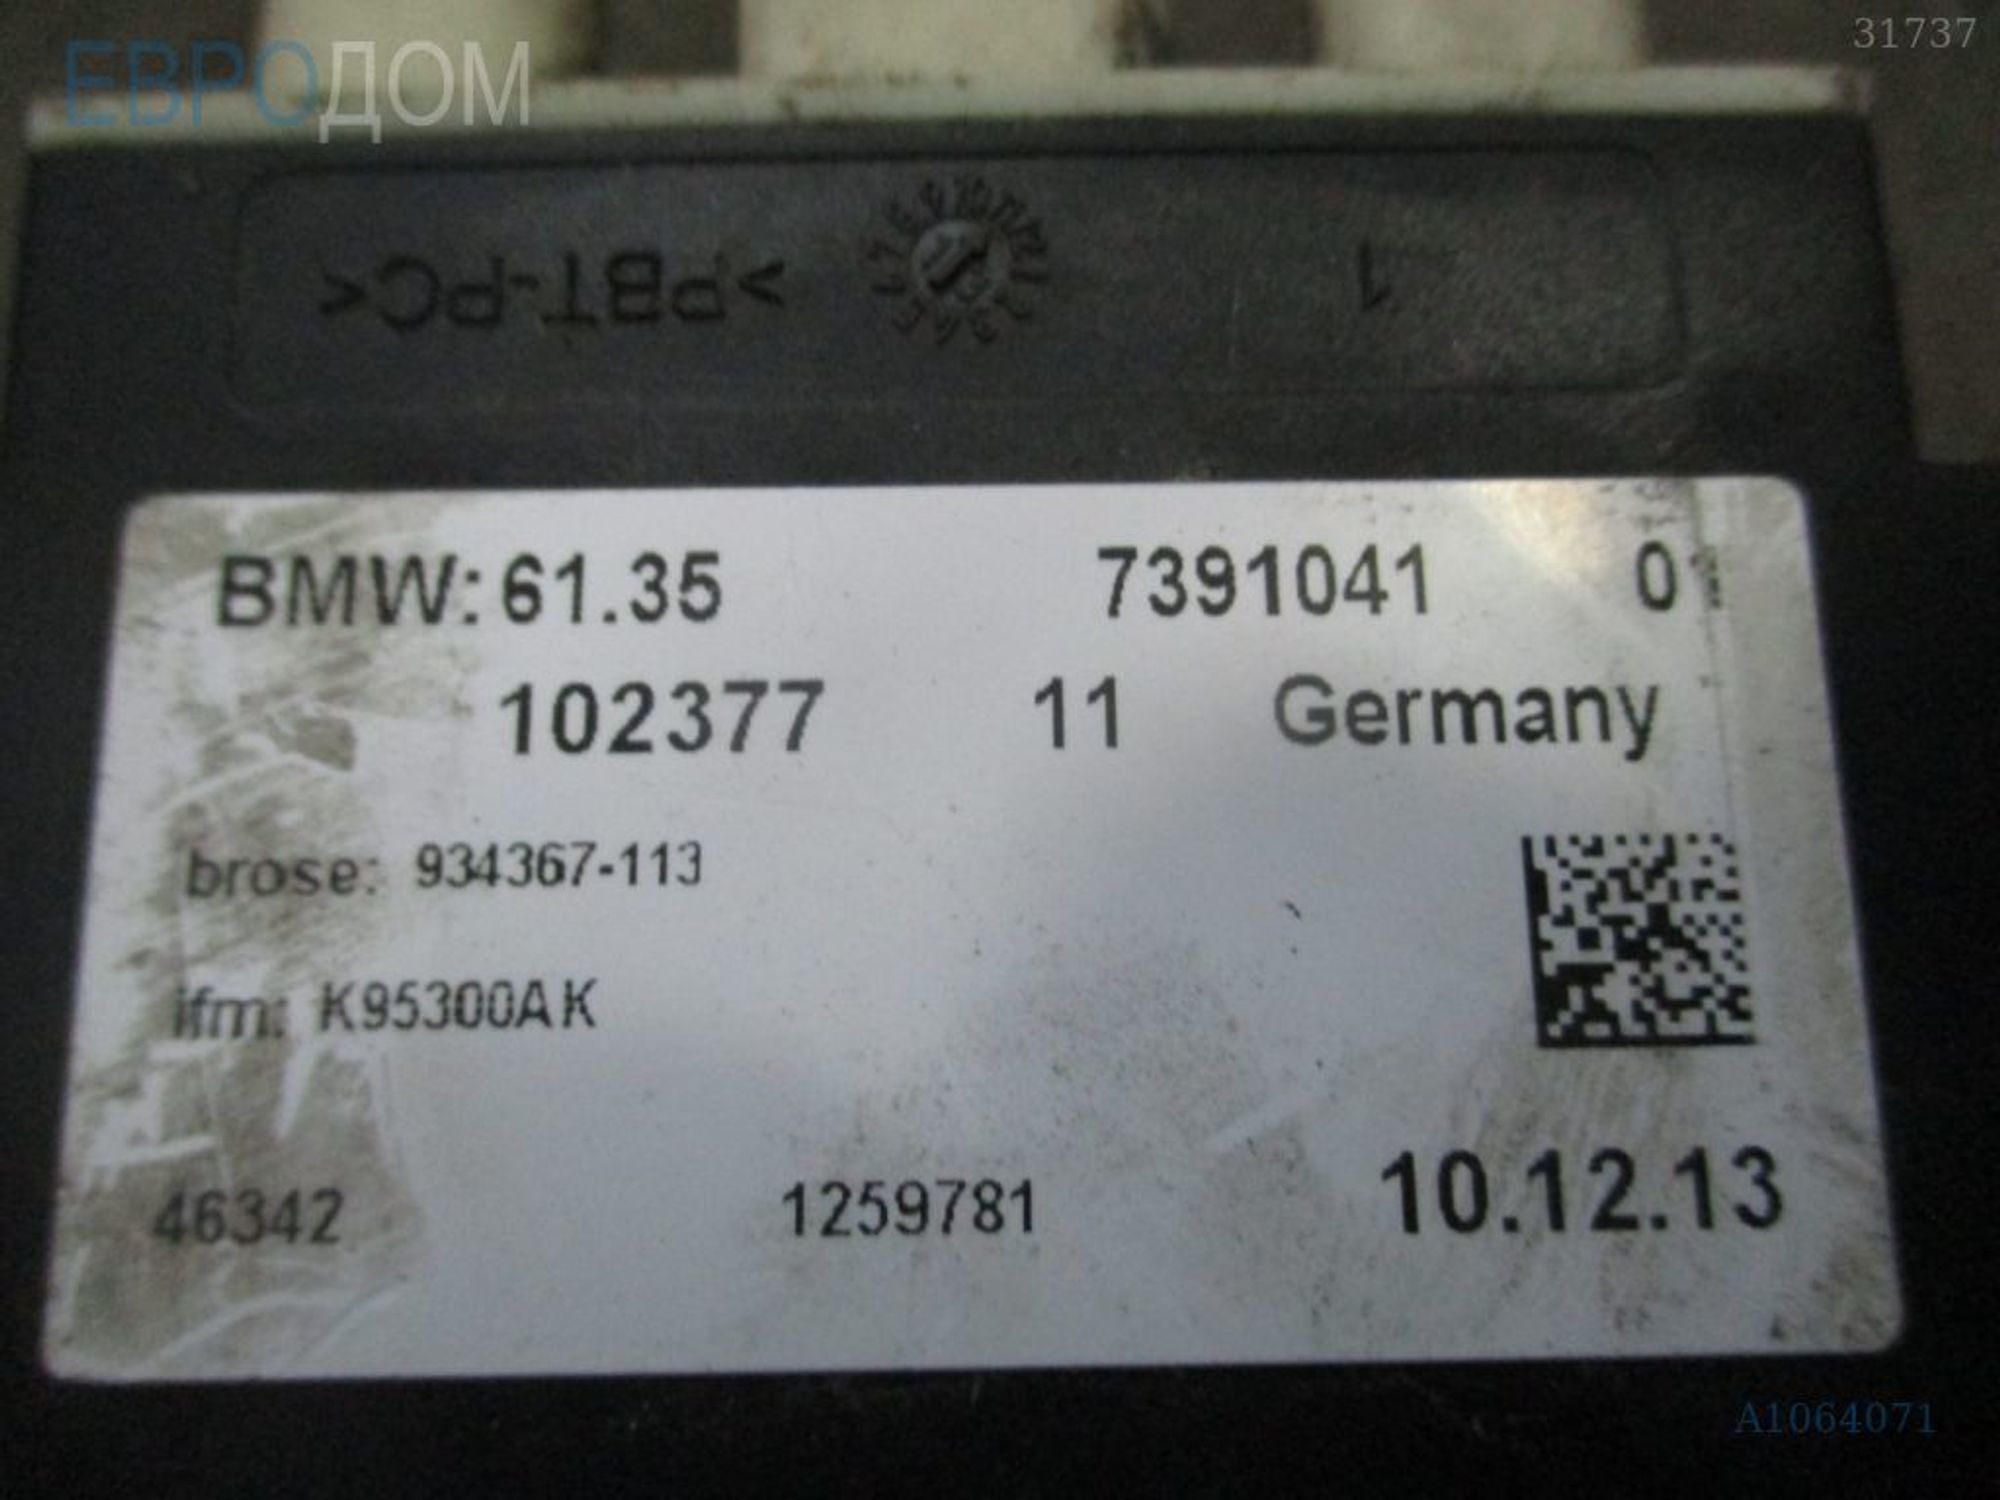 31737
ЕВРОДОМ
>PBT-PC<
1
BMW: 61.35 7391041 0
102377 11 Germany
brose: 934367-113
ifm: K95300AK
46342 1259781 10.12.13
A1064071